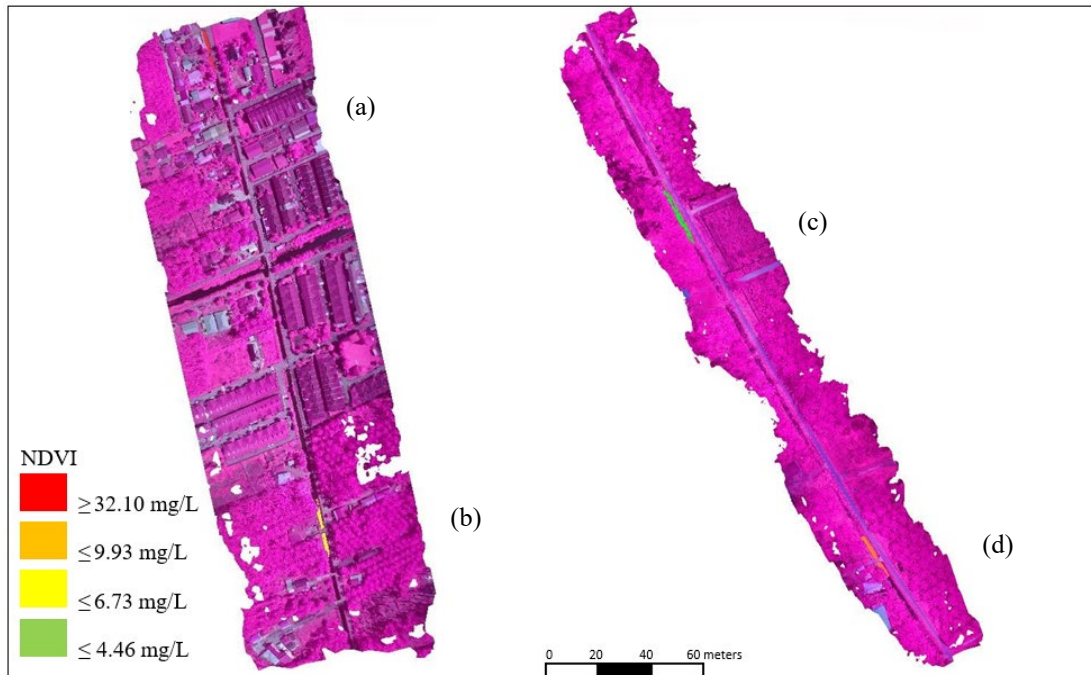 (a)
(c)
(b)
(d)
NDVI
≥32.10 mg/L
≤9.93 mg/L
≤6.73 mg/L
≤4.46 mg/L
0 20 40 60 meters